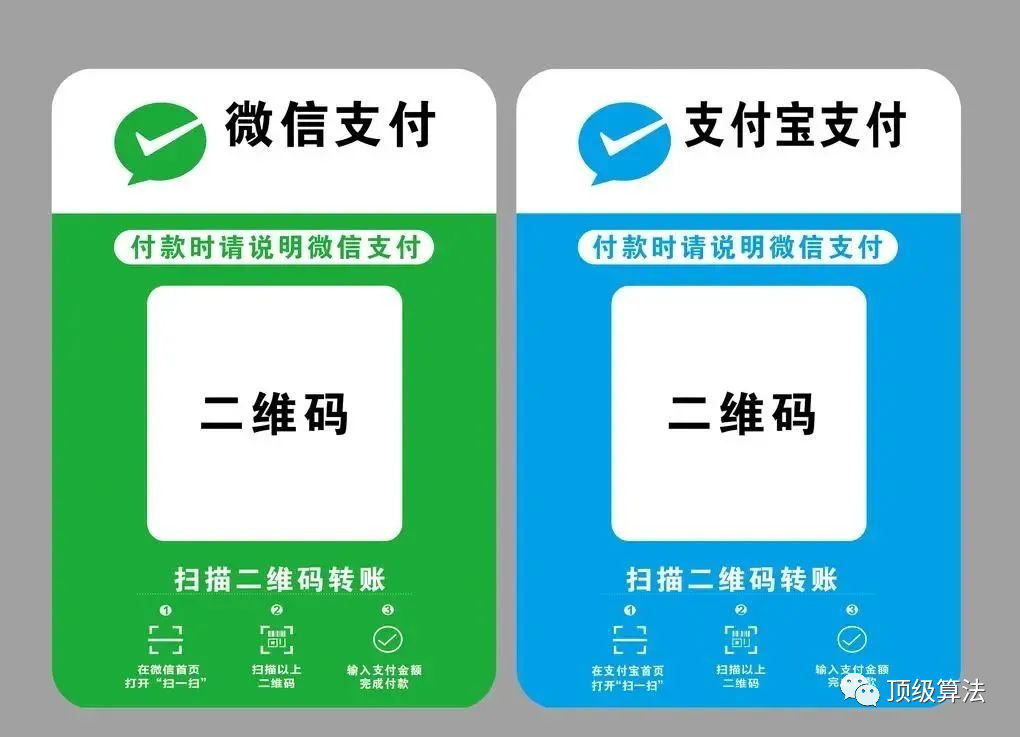 微信支付
付款时请说明微信支付
二维码
扫描二维码转账
1
在微信首页
打开“扫一扫”
2
扫描以上
二维码
3
输入支付金额
完成付款
支付宝支付
付款时请说明微信支付
二维码
扫描二维码转账
1
在支付宝首页
打开“扫一扫”
2
扫描以上
二维码
3
输入支付金额
完 款
顶级算法